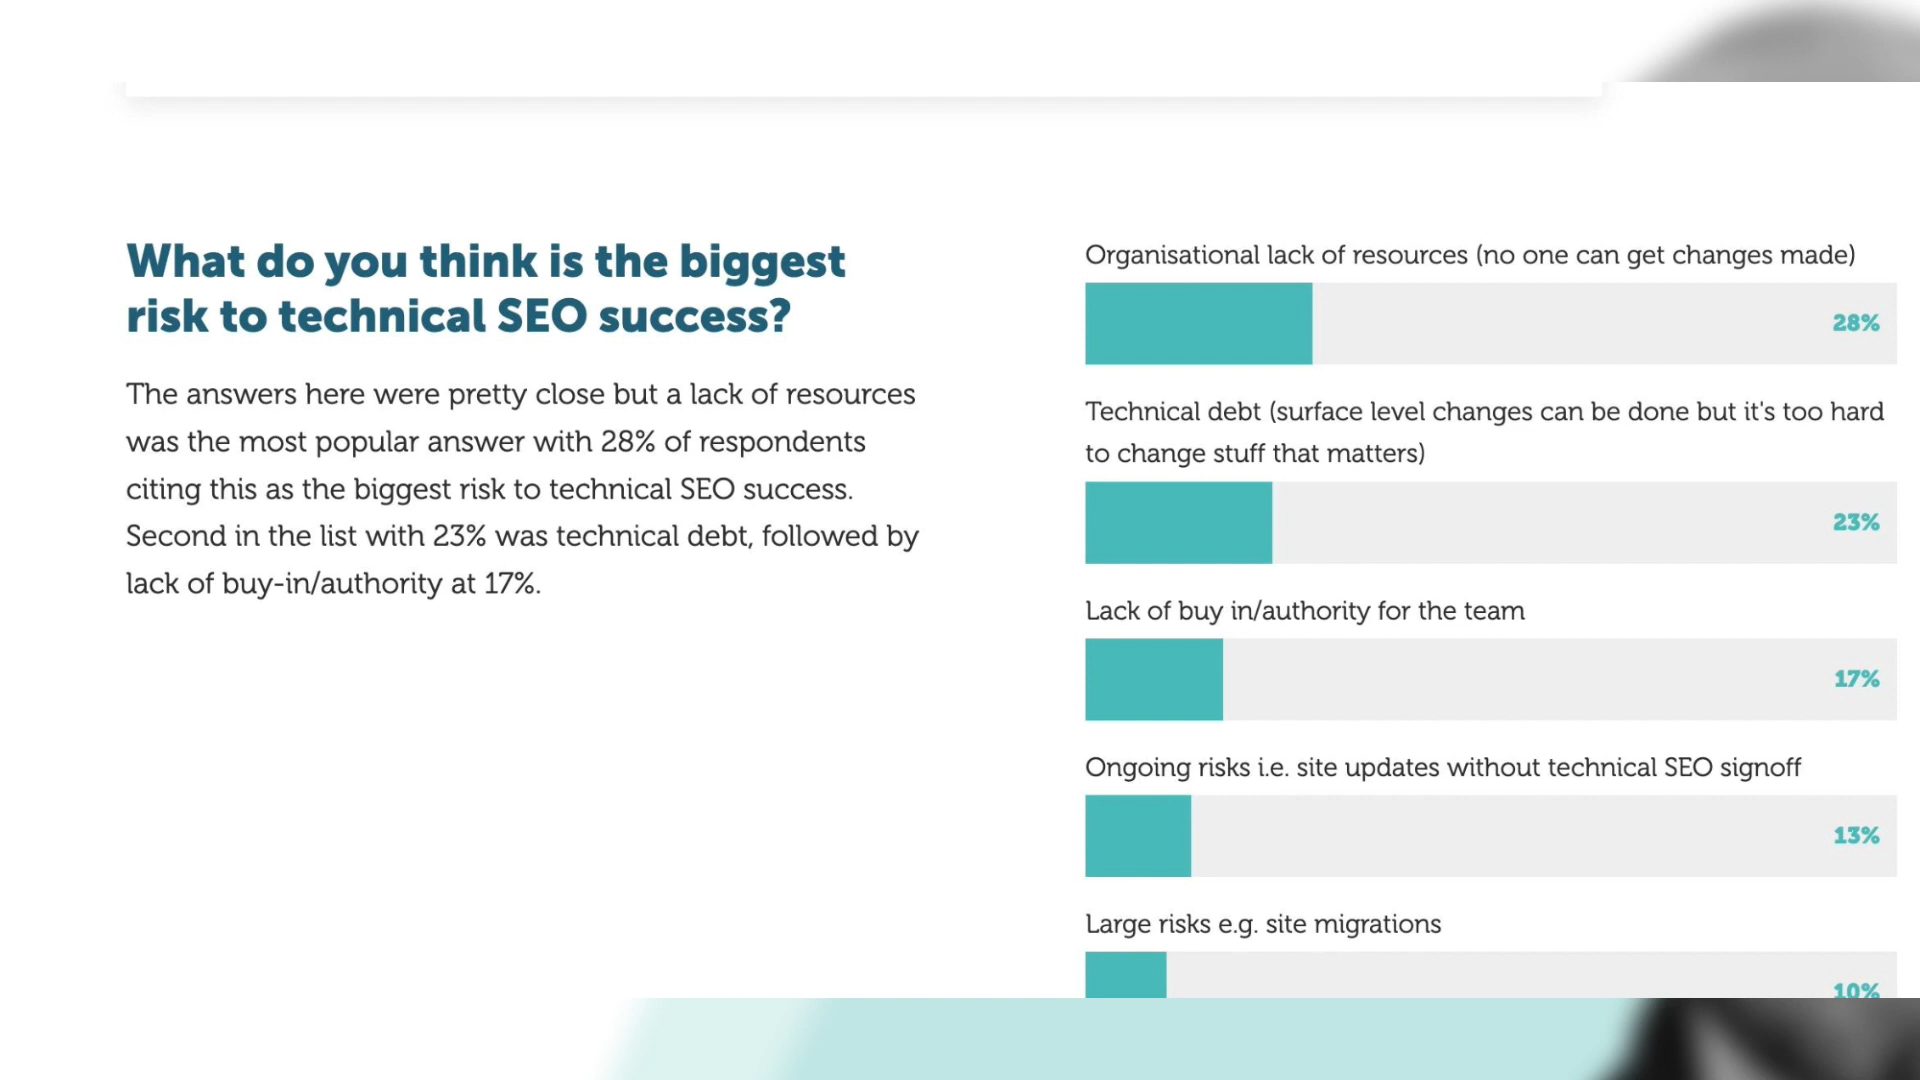 What do you think is the biggest
risk to technical SEO success?
The answers here were pretty close but a lack of resources
was the most popular answer with 28% of respondents
citing this as the biggest risk to technical SEO success.
Second in the list with 23% was technical debt, followed by
lack of buy-in/authority at 17%.
Organisational lack of resources (no one can get changes made)
28%
Technical debt (surface level changes can be done but it's too hard
to change stuff that matters)
23%
Lack of buy in/authority for the team
17%
Ongoing risks i.e. site updates without technical SEO signoff
13%
Large risks e.g. site migrations
10%